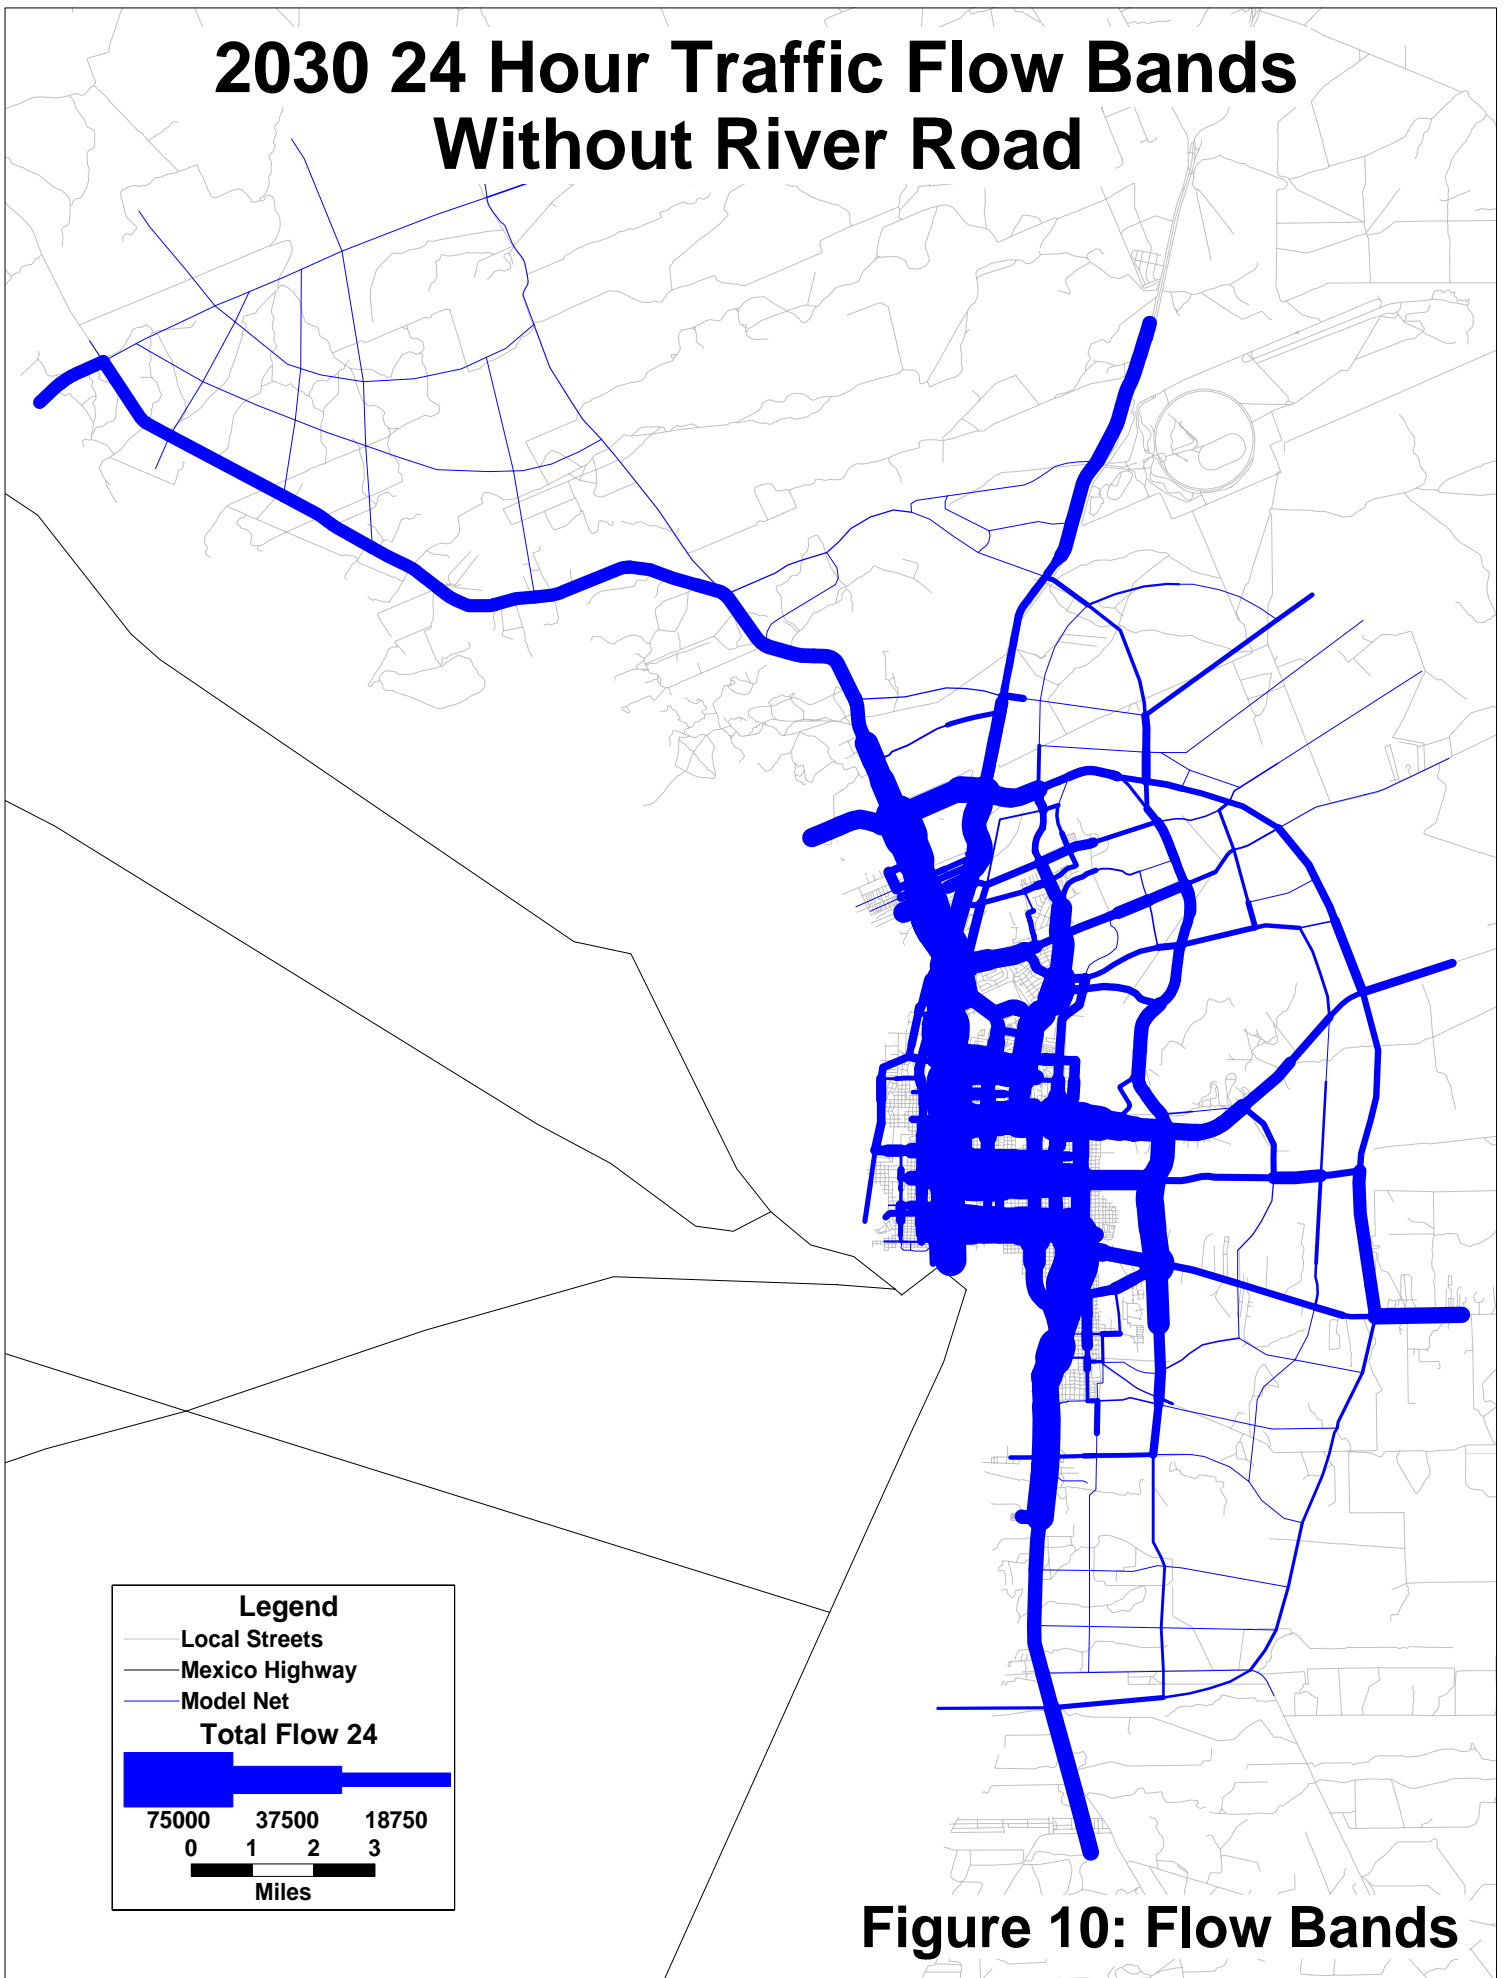 2030 24 Hour Traffic Flow Bands
Without River Road
Legend
Local Streets
Mexico Highway
Model Net
Total Flow 24
75000 37500 18750
0 1 2 3
Miles
Figure 10: Flow Bands